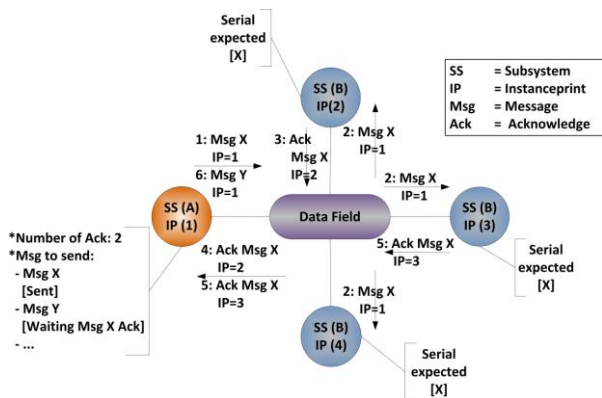 Serial
expected
[X]
SS = Subsystem
IP = Instanceprint
Msg = Message
Ack = Acknowledge
SS (B)
IP(2)
1: Msg X
IP=1
6: Msg Y
IP=1
3: Ack
Msg X
IP=2
2: Msg X
IP=1
2: Msg X
IP=1
SS (A)
IP (1)
Data Field
SS (B)
IP (3)
*Number of Ack: 2
*Msg to send:
- Msg X
[Sent]
- Msg Y
[Waiting Msg X Ack]
- ...
4: Ack Msg X
IP=2
5: Ack Msg X
IP=3
5: Ack Msg X
IP=3
2: Msg X
IP=1
Serial
expected
[X]
SS (B)
IP (4)
Serial
expected
[X]